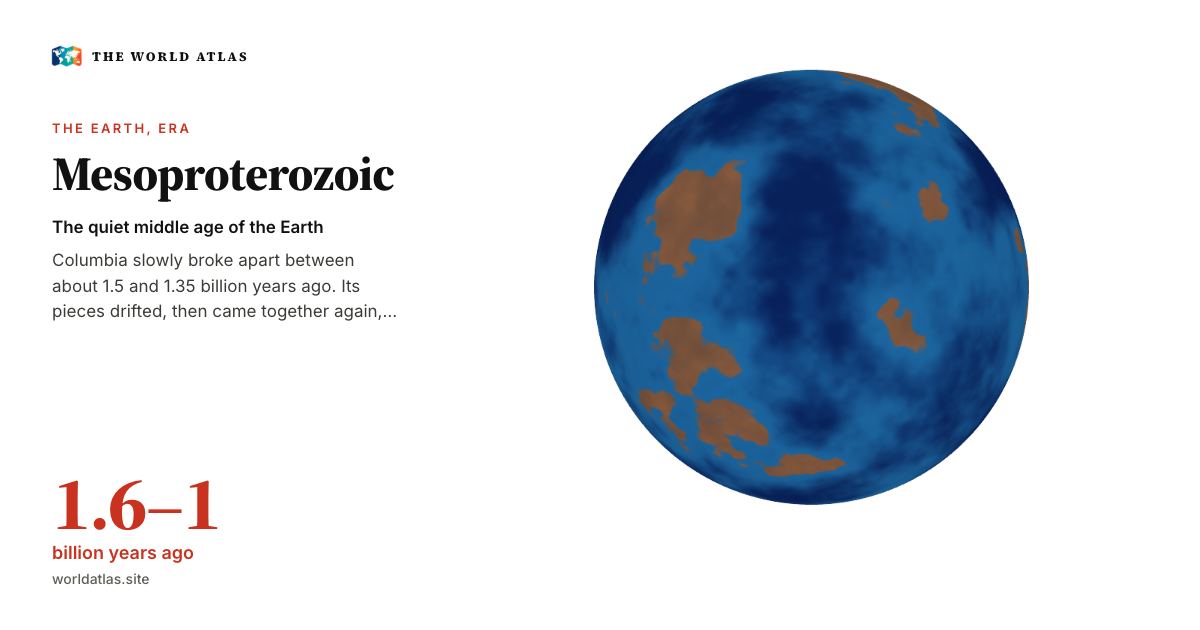 THE WORLD ATLAS
THE EARTH, ERA
Mesoproterozoic
The quiet middle age of the Earth
Columbia slowly broke apart between
about 1.5 and 1.35 billion years ago. Its
pieces drifted, then came together again,...
1.6–1
billion years ago
worldatlas.site